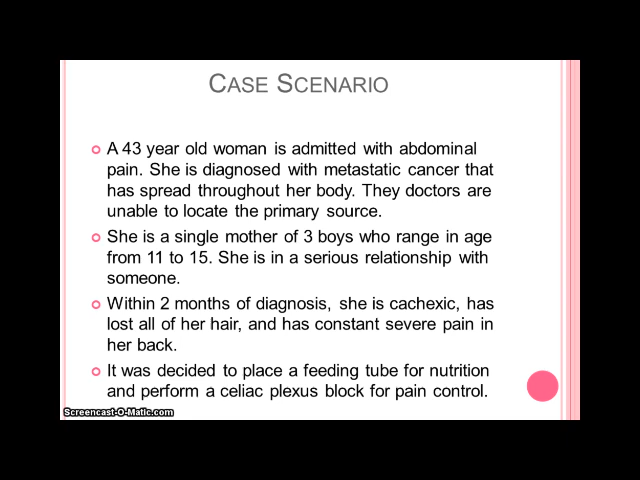 CASE SCENARIO
A 43 year old woman is admitted with abdominal
pain. She is diagnosed with metastatic cancer that
has spread throughout her body. They doctors are
unable to locate the primary source.
She is a single mother of 3 boys who range in age
from 11 to 15. She is in a serious relationship with
someone.
Within 2 months of diagnosis, she is cachexic, has
lost all of her hair, and has constant severe pain in
her back.
It was decided to place a feeding tube for nutrition
and perform a celiac plexus block for pain control.
Screencast-O-Matic.com